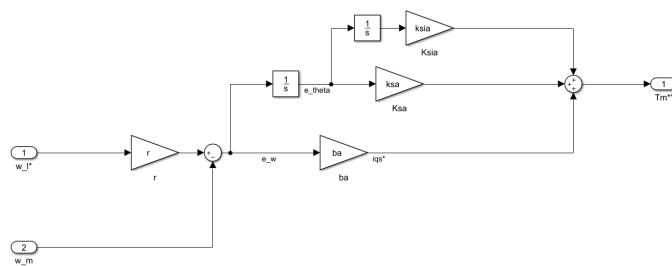 1
s
ksia
Ksia
1
s
e_theta
ksa
Ksa
1
Tm*'
1
w_l*
r
r
e_w
ba
ba
iqs*
2
w_m